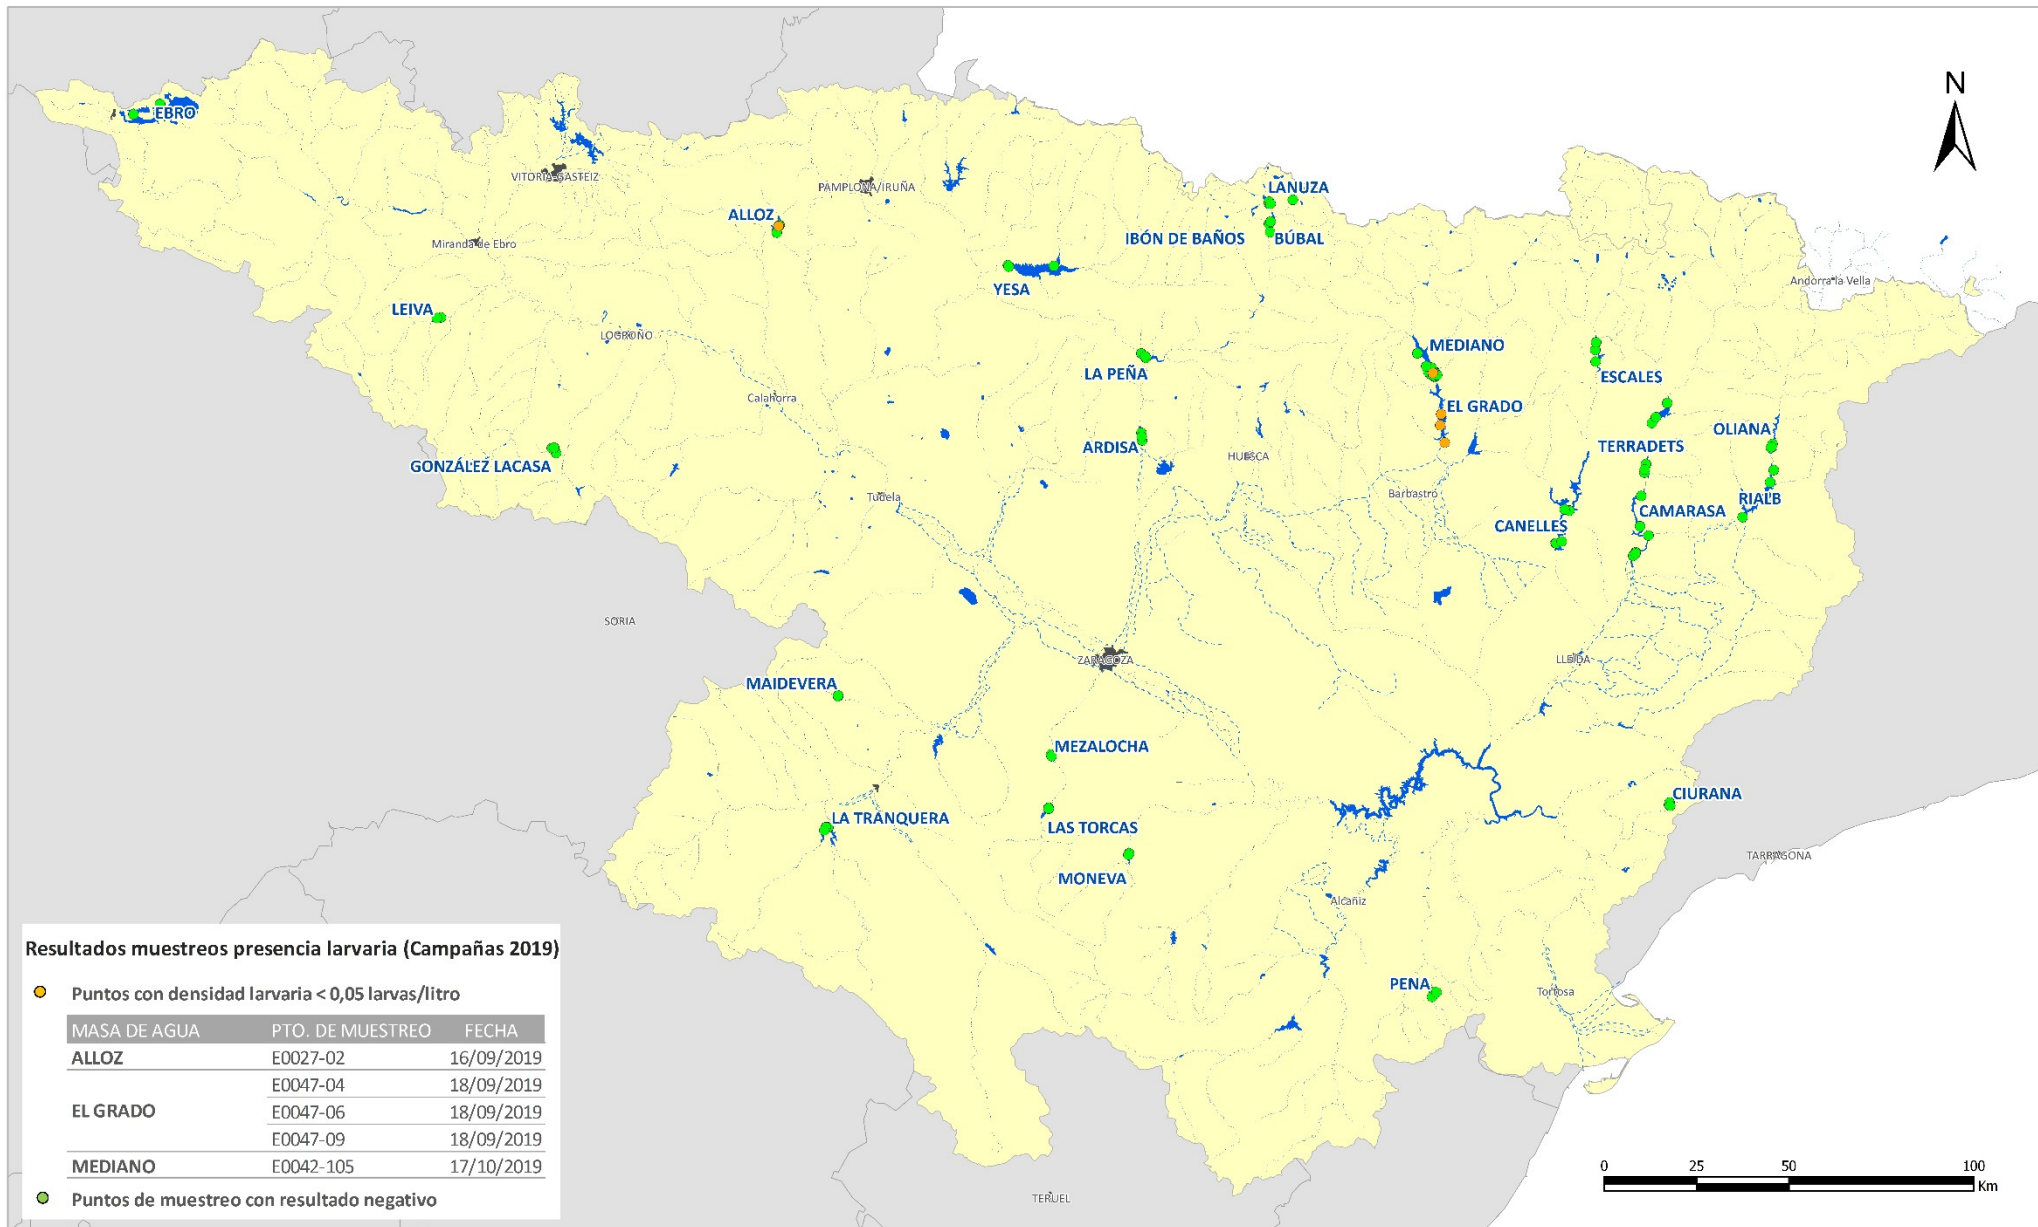 N
EBRO
VITORIA-GASTEIZ
PAMPLONA/IRUÑA
LANUZA
ALLOZ
IBÓN DE BAÑOS
BÚBAL
Miranda de Ebro
YESA
Andorra la Vella
LEIVA
LOGROÑO
MEDIANO
LA PEÑA
ESCALES
Calahorra
EL GRADO
OLIANA
ARDISA
TERRADETS
HUESCA
GONZÁLEZ LACASA
Tudela
Barbastro
RIALB
CAMARASA
CANELLES
SORIA
ZARAGOZA
LLEIDA
MAIDEVERA
MEZALOCHA
CIURANA
LA TRANQUERA
LAS TORCAS
TARRAGONA
MONEVA
Alcañiz
PENA
Tortosa
TERUEL
Resultados muestreos presencia larvaria (Campañas 2019)
Puntos con densidad larvaria < 0,05 larvas/litro
MASA DE AGUA PTO. DE MUESTREO FECHA
ALLOZ E0027-02 16/09/2019
E0047-04 18/09/2019
EL GRADO E0047-06 18/09/2019
E0047-09 18/09/2019
MEDIANO E0042-105 17/10/2019
Puntos de muestreo con resultado negativo
0 25 50 100
Km